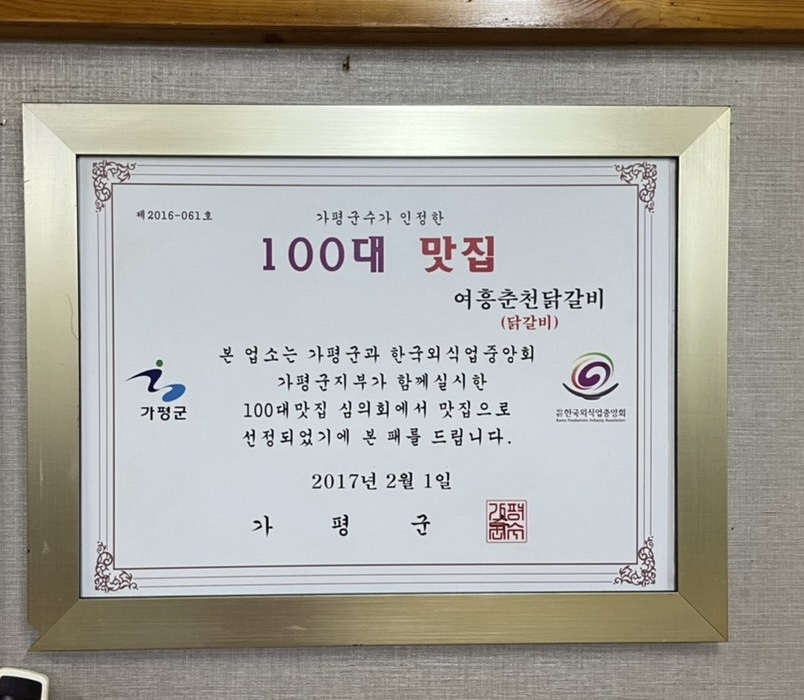 제2016-061호
가평군수가 인정한
100대 맛집
여흥춘천닭갈비
(닭갈비)
본 업소는 가평군과 한국외식업중앙회
가평군지부가 함께실시한
100대맛집 심의회에서 맛집으로
선정되었기에 본 패를 드립니다.
가평군
한국외식업중앙회
Korea Foodservice Industry Association
2017년 2월 1일
가 평 군